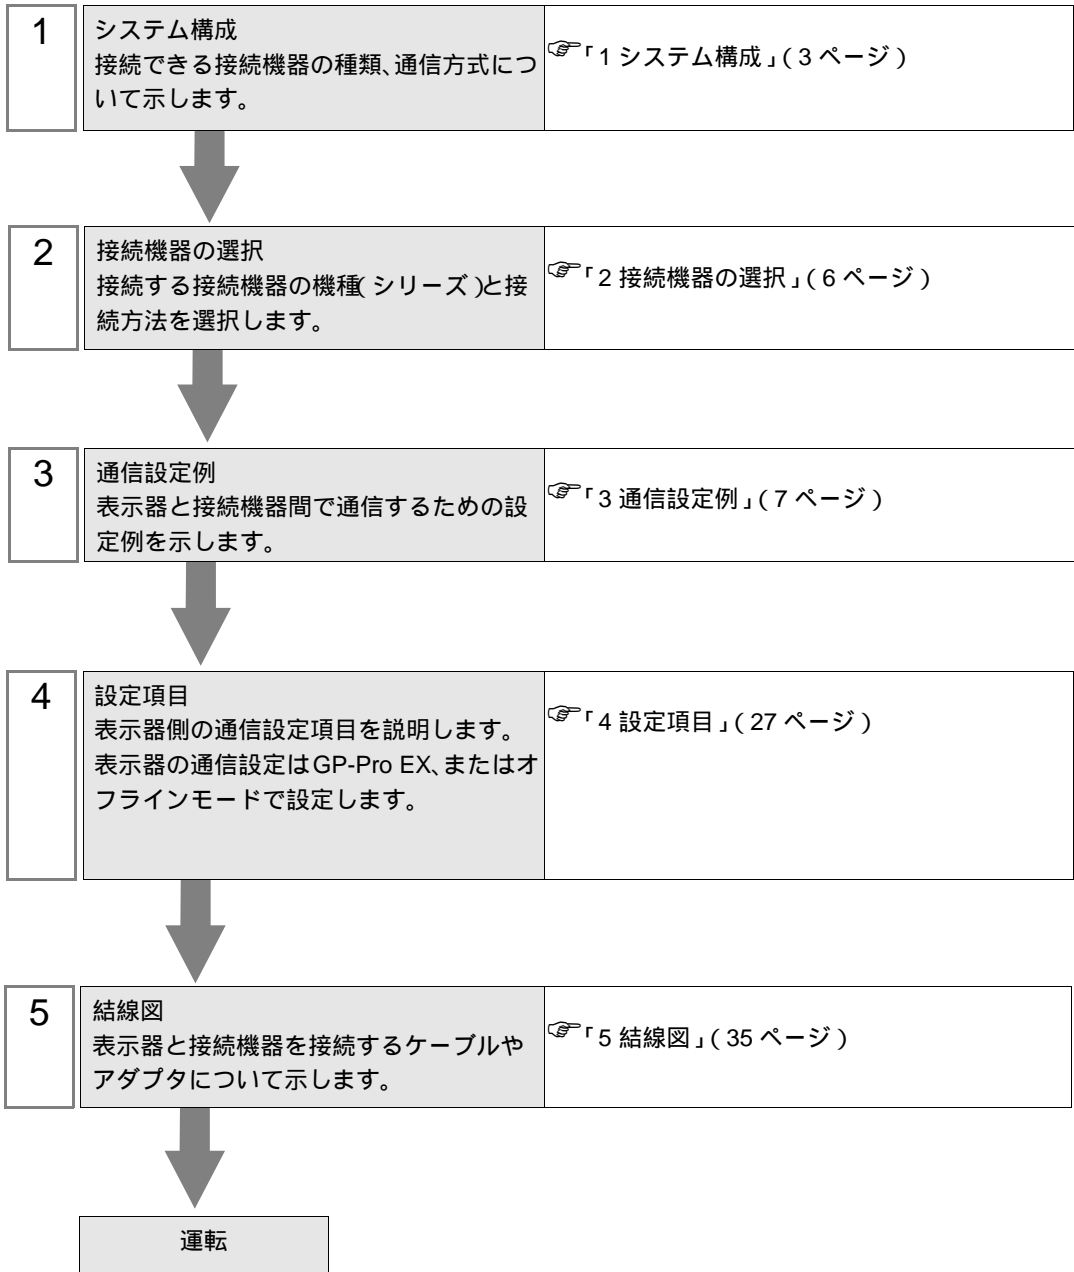 1
システム構成
接続できる接続機器の種類、通信方式につ
いて示します。
☞「1 システム構成」(3 ページ)
2
接続機器の選択
接続する接続機器の機種(シリーズ)と接
続方法を選択します。
☞「2 接続機器の選択」(6 ページ)
3
通信設定例
表示器と接続機器間で通信するための設
定例を示します。
☞「3 通信設定例」(7 ページ)
4
設定項目
表示器側の通信設定項目を説明します。
表示器の通信設定はGP-Pro EX、またはオ
フラインモードで設定します。
☞「4 設定項目」(27 ページ)
5
結線図
表示器と接続機器を接続するケーブルや
アダプタについて示します。
☞「5 結線図」(35 ページ)
運転